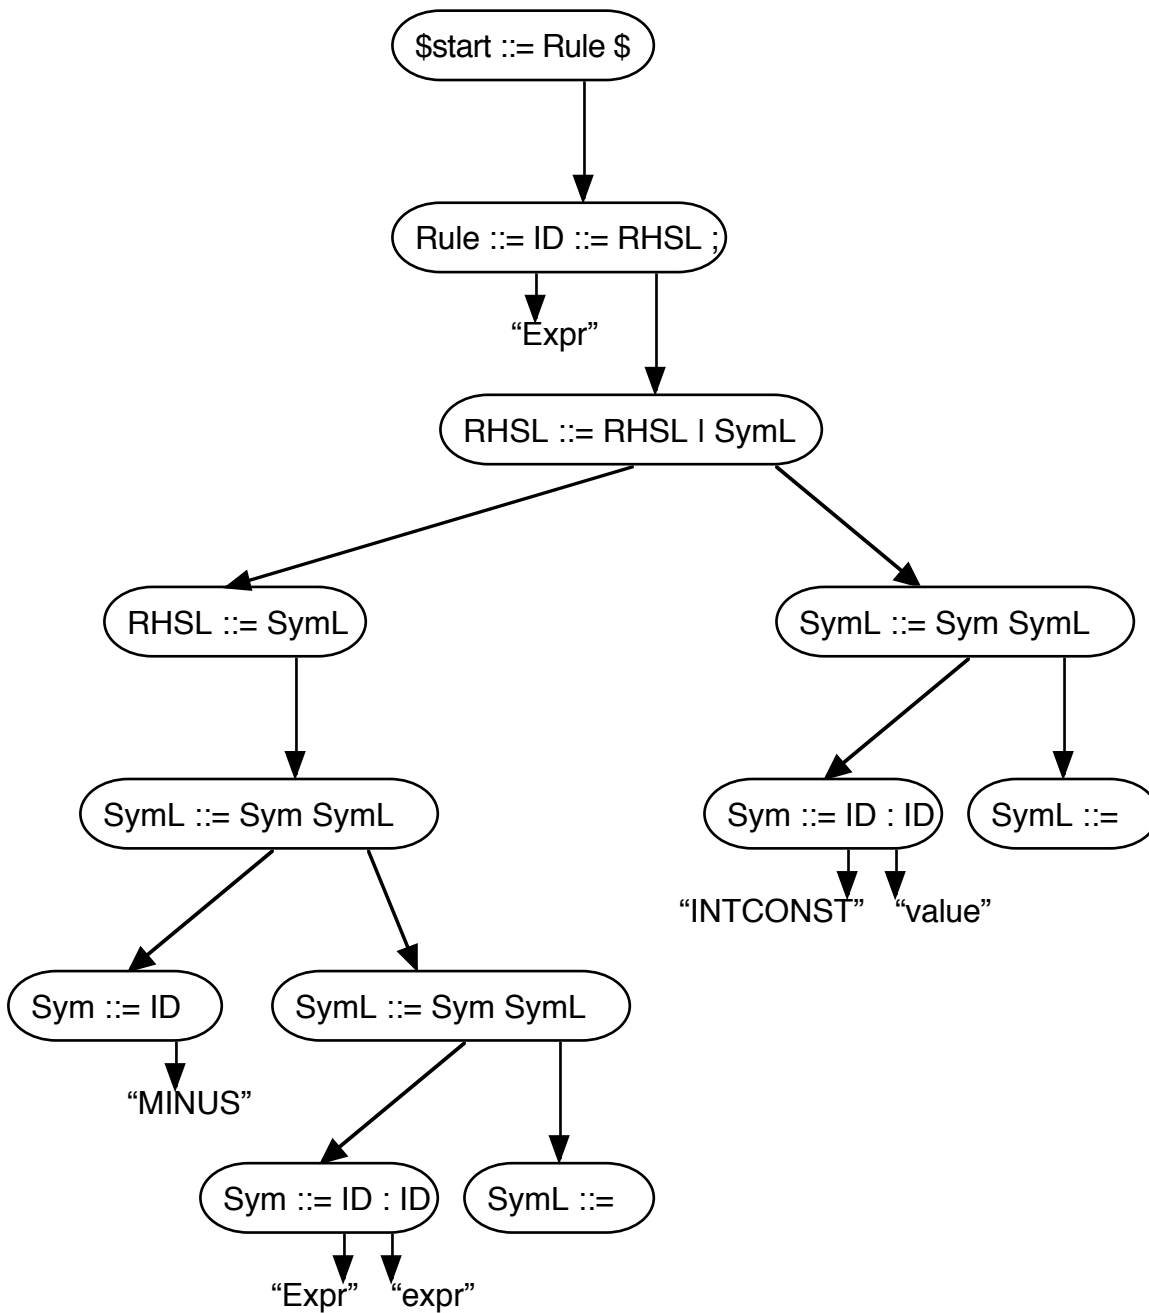 $start ::= Rule $
Rule ::= ID ::= RHSL ;
“Expr”
RHSL ::= RHSL | SymL
RHSL ::= SymL
SymL ::= Sym SymL
SymL ::= Sym SymL
Sym ::= ID : ID
SymL ::=
“INTCONST”
“value”
Sym ::= ID
SymL ::= Sym SymL
“MINUS”
Sym ::= ID : ID
SymL ::=
“Expr”
“expr”